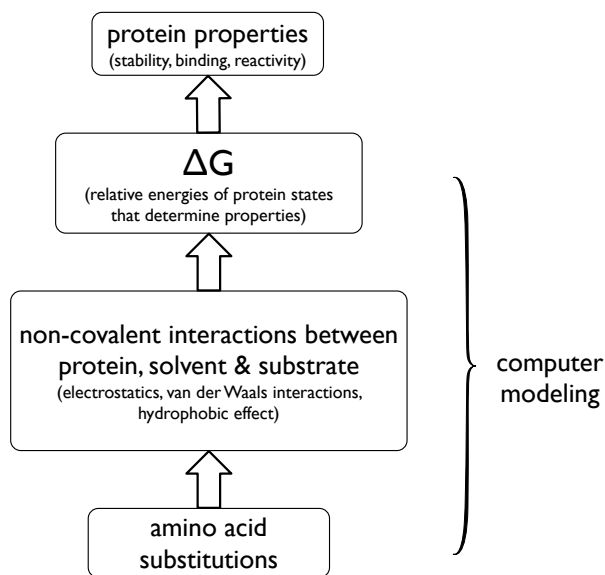 protein properties
(stability, binding, reactivity)
ΔG
(relative energies of protein states
that determine properties)
non-covalent interactions between
protein, solvent & substrate
(electrostatics, van der Waals interactions,
hydrophobic effect)
computer
modeling
amino acid
substitutions